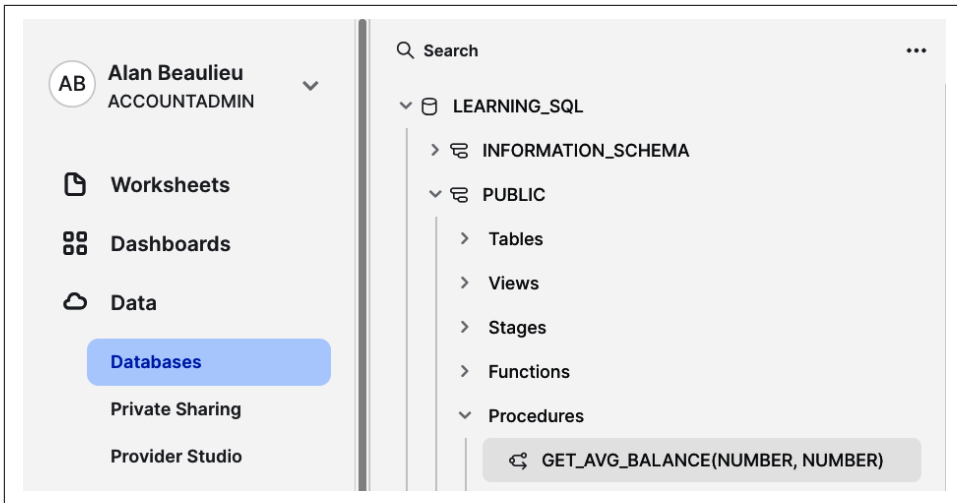 AB
Alan Beaulieu
ACCOUNTADMIN
Worksheets
Dashboards
Data
Databases
Private Sharing
Provider Studio
Search
...
LEARNING_SQL
INFORMATION_SCHEMA
PUBLIC
Tables
Views
Stages
Functions
Procedures
GET_AVG_BALANCE(NUMBER, NUMBER)